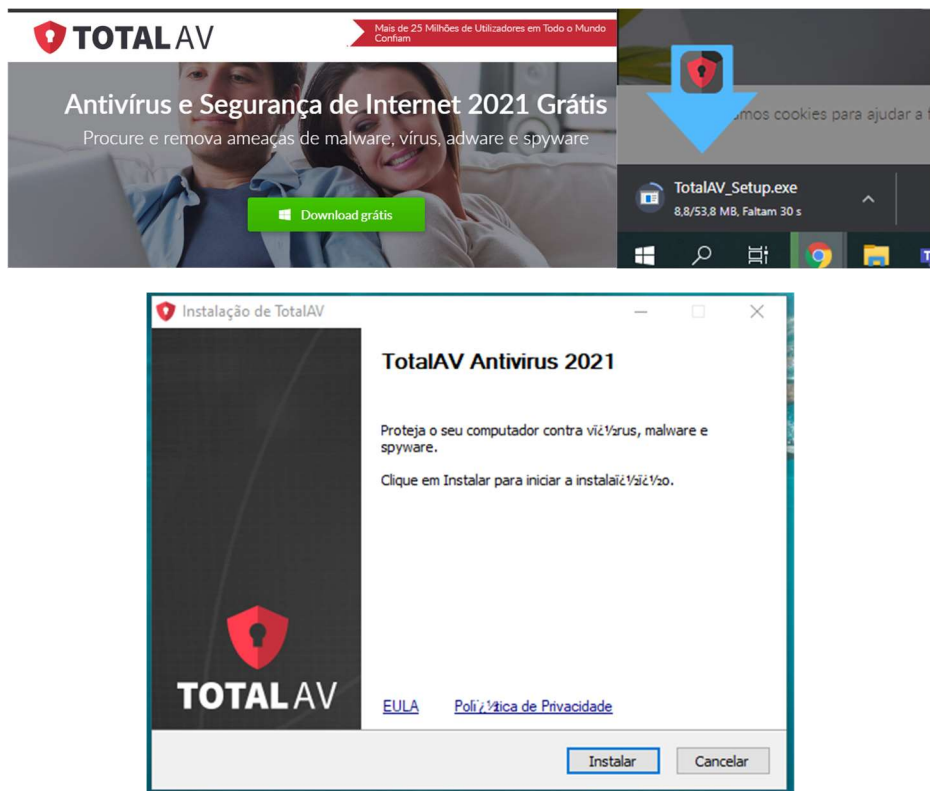 TOTAL AV
Mais de 25 Milhões de Utilizadores em Todo o Mundo
Confiam
Antivírus e Segurança de Internet 2021 Grátis
Procure e remova ameaças de malware, vírus, adware e spyware
Download grátis
mos cookies para ajudar a f
TotalAV_Setup.exe
8,8/53,8 MB, Faltam 30 s
Instalação de TotalAV
TotalAV Antivirus 2021
Proteja o seu computador contra vï¿½rus, malware e
spyware.
Clique em Instalar para iniciar a instalaï¿½ï¿½o.
TOTAL AV
EULA
Polï¿½tica de Privacidade
Instalar
Cancelar